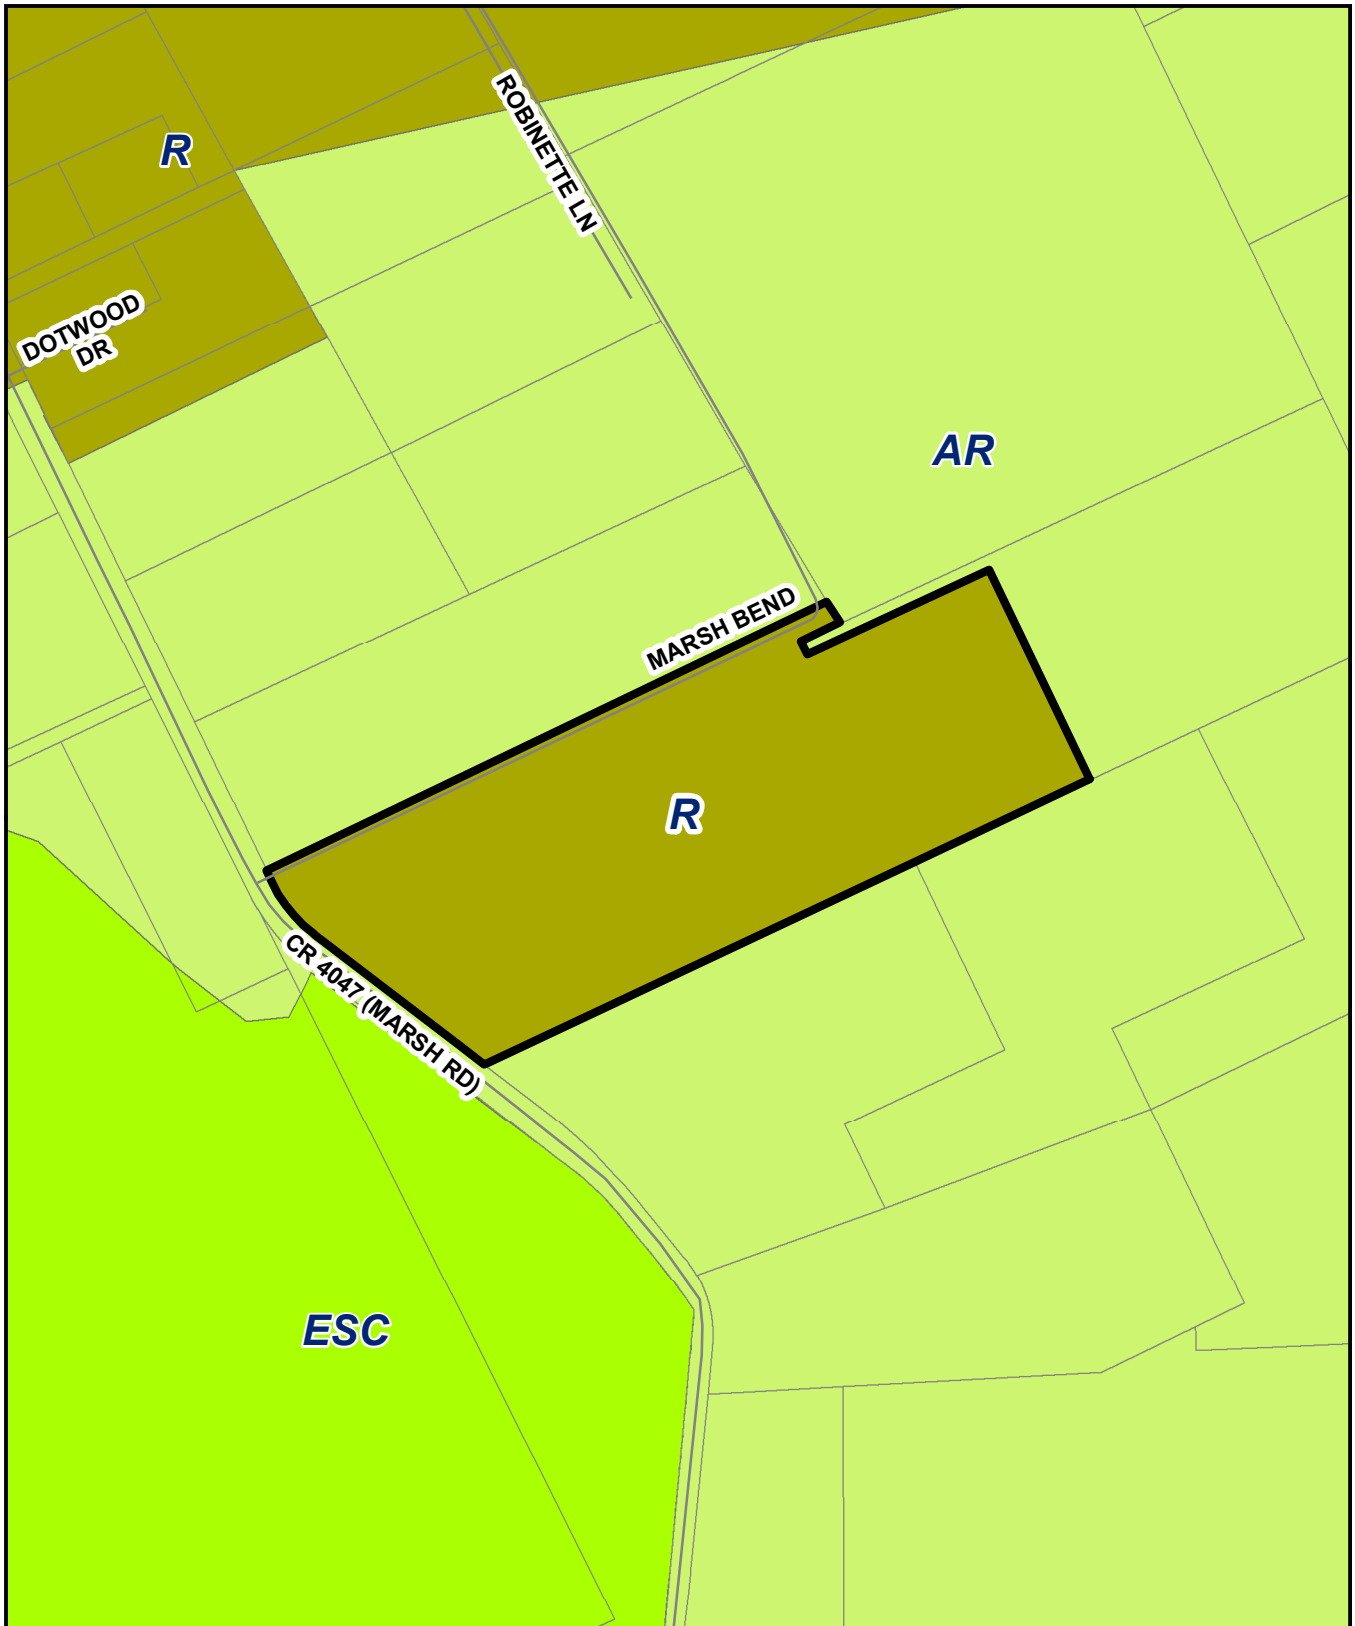 R
ROBINETTE LN
DOTWOOD
DR
AR
MARSH BEND
R
CR 4047 (MARSH RD)
ESC